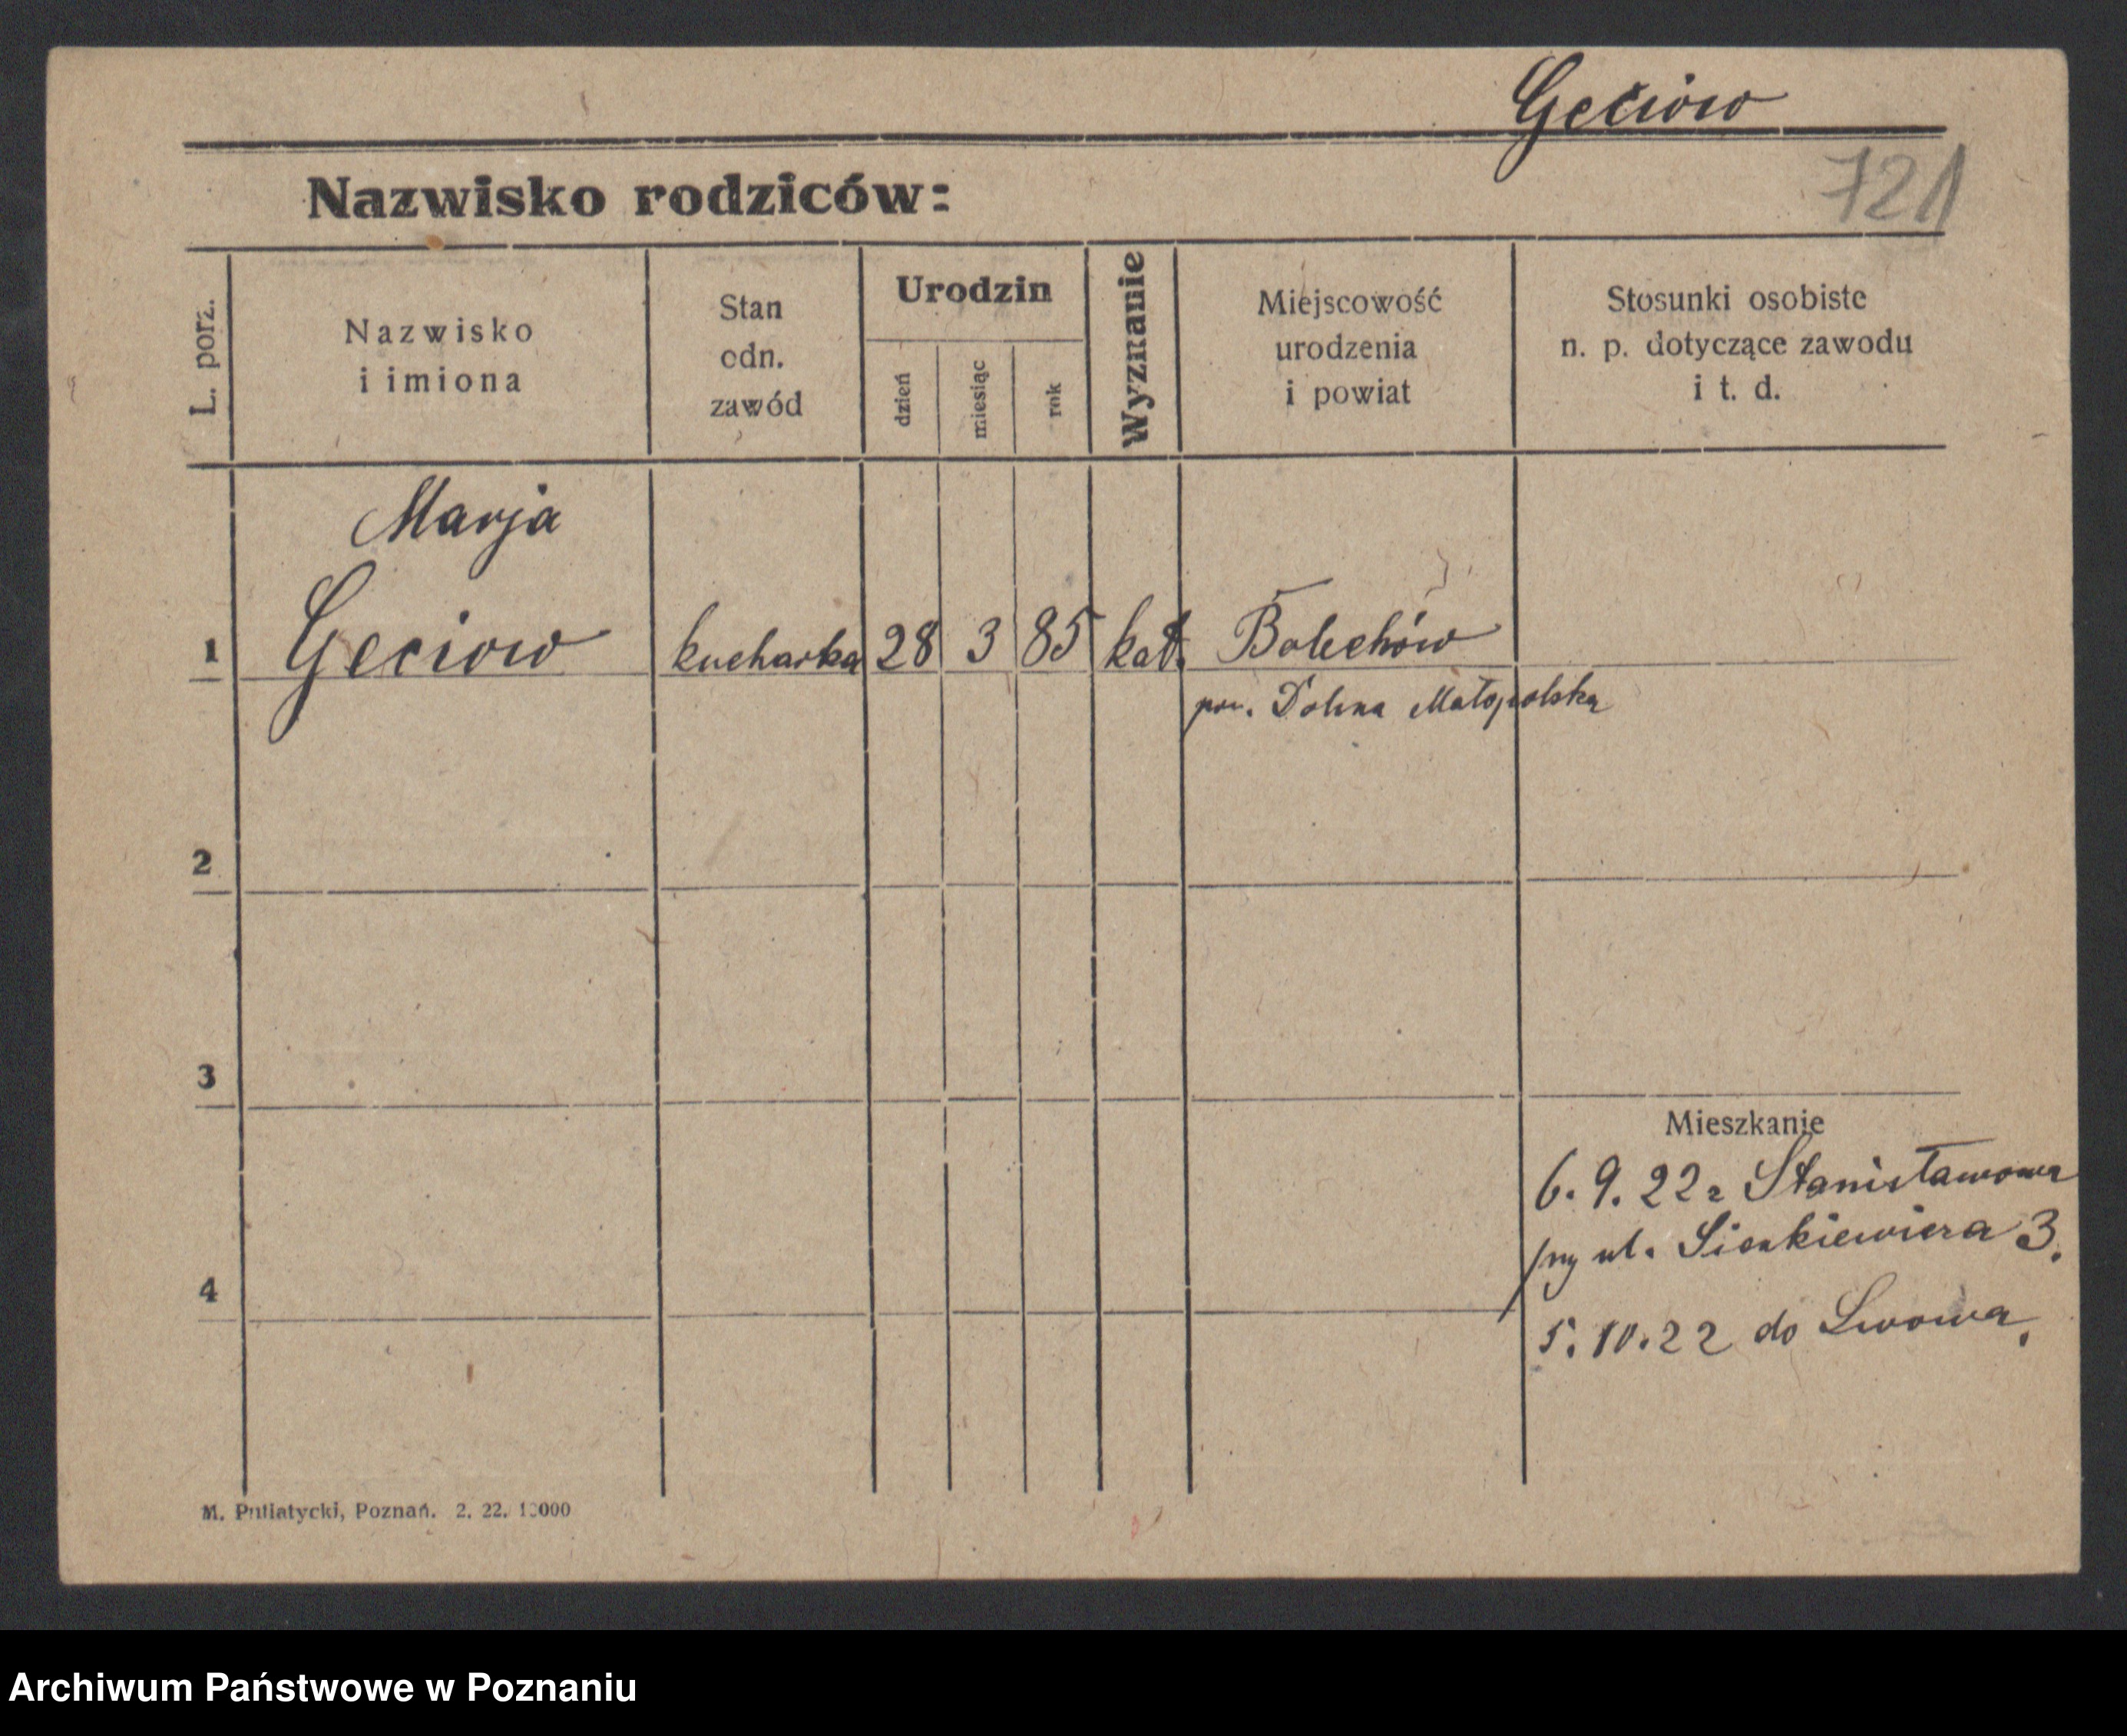 Geciów
721
Nazwisko rodziców:
L. porz.
Nazwisko
i imiona
Stan
odn.
zawód
Urodzin
dzień
miesiąc
rok
Wyznanie
Miejscowość
urodzenia
i powiat
Stosunki osobiste
n. p. dotyczące zawodu
i t. d.
Marja
1 Geciow kucharka 28 3 85 kat. Bolechów
pow. Dolina Małopolska
2
3
Mieszkanie
6. 9. 22 z Stanisławowa
przy ul. Sienkiewicza 3.
4
5. 10. 22 do Lwowa.
M. Putiatycki, Poznań. 2. 22. 10000
Archiwum Państwowe w Poznaniu